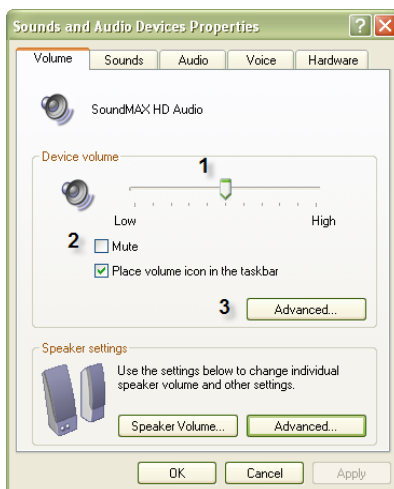 Sounds and Audio Devices Properties
Volume Sounds Audio Voice Hardware
SoundMAX HD Audio
Device volume
1
Low High
2 Mute
Place volume icon in the taskbar
3 Advanced...
Speaker settings
Use the settings below to change individual
speaker volume and other settings.
Speaker Volume... Advanced...
OK Cancel Apply